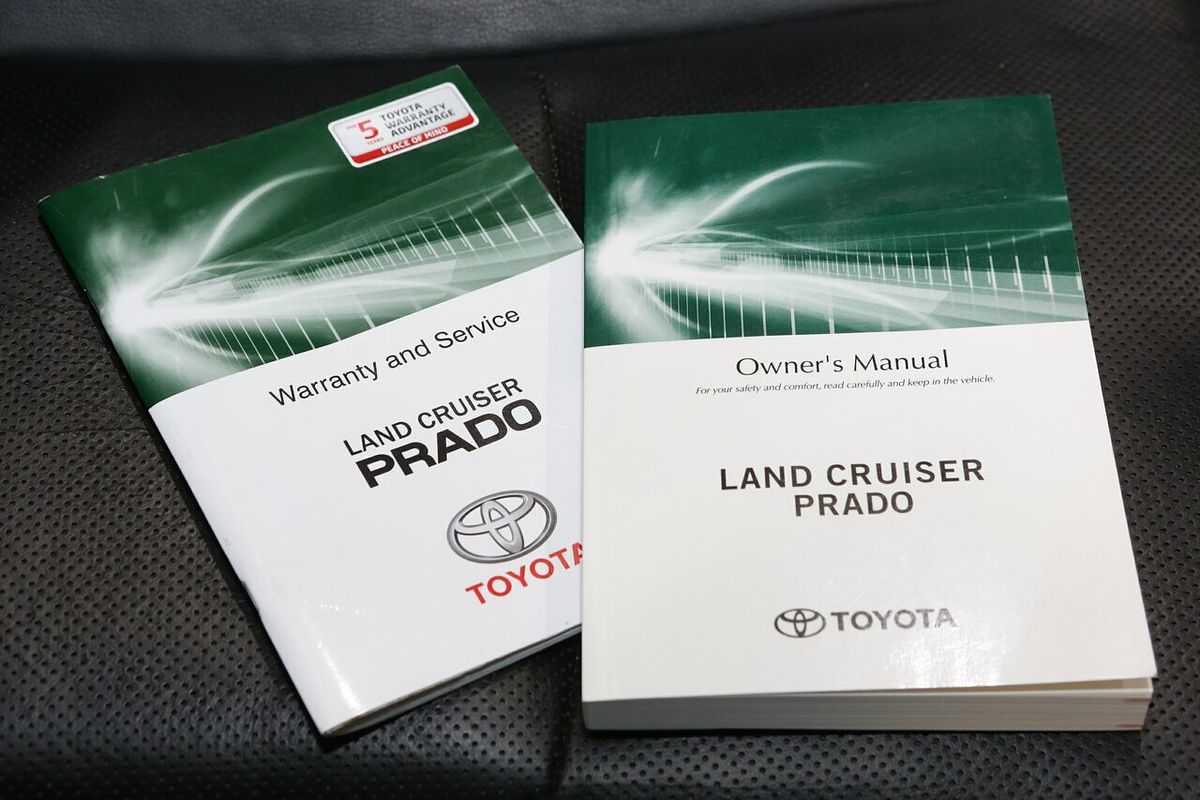 5
YEARS
TOYOTA
WARRANTY
ADVANTAGE
PEACE OF MIND
Warranty and Service
LAND CRUISER
PRADO
TOYOTA
Owner's Manual
For your safety and comfort, read carefully and keep in the vehicle.
LAND CRUISER
PRADO
TOYOTA